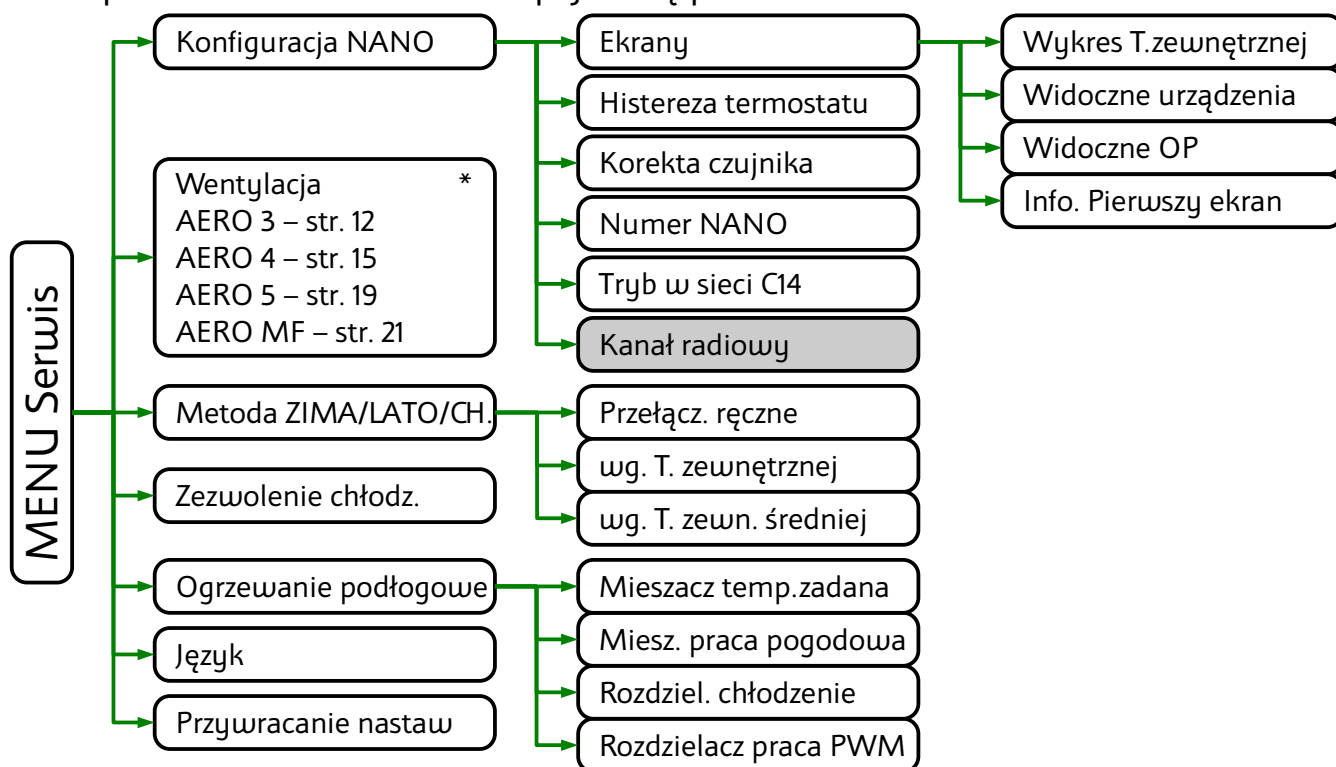 MENU Serwis
Konfiguracja NANO
Ekrany
Wykres T.zewnętrznej
Widoczne urządzenia
Widoczne OP
Info. Pierwszy ekran
Histereza termostatu
Korekta czujnika
Numer NANO
Tryb w sieci C14
Kanał radiowy
Wentylacja *
AERO 3 – str. 12
AERO 4 – str. 15
AERO 5 – str. 19
AERO MF – str. 21
Metoda ZIMA/LATO/CH.
Przełącz. ręczne
wg. T. zewnętrznej
wg. T. zewn. średniej
Zezwolenie chłodz.
Ogrzewanie podłogowe
Mieszacz temp.zadana
Miesz. praca pogodowa
Rozdziel. chłodzenie
Rozdzielacz praca PWM
Język
Przywracanie nastaw